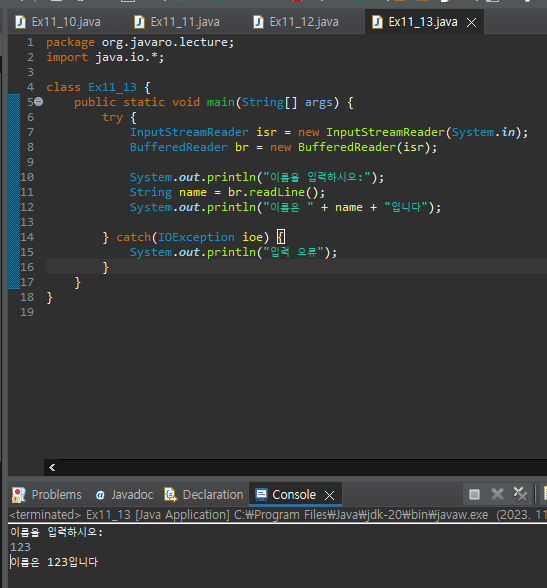 Ex11_10.java Ex11_11.java Ex11_12.java Ex11_13.java
1 package org.javaro.lecture;
2 import java.io.*;
3
4 class Ex11_13 {
5 public static void main(String[] args) {
6 try {
7 InputStreamReader isr = new InputStreamReader(System.in);
8 BufferedReader br = new BufferedReader(isr);
9
10 System.out.println("이름을 입력하시오:");
11 String name = br.readLine();
12 System.out.println("이름은 " + name + "입니다");
13
14 } catch(IOException ioe) {
15 System.out.println("입력 오류");
16 }
17 }
18 }
19
Problems Javadoc Declaration Console
<terminated> Ex11_13 [Java Application] C:₩Program Files₩Java₩jdk-20₩bin₩javaw.exe (2023. 11
이름을 입력하시오:
123
이름은 123입니다